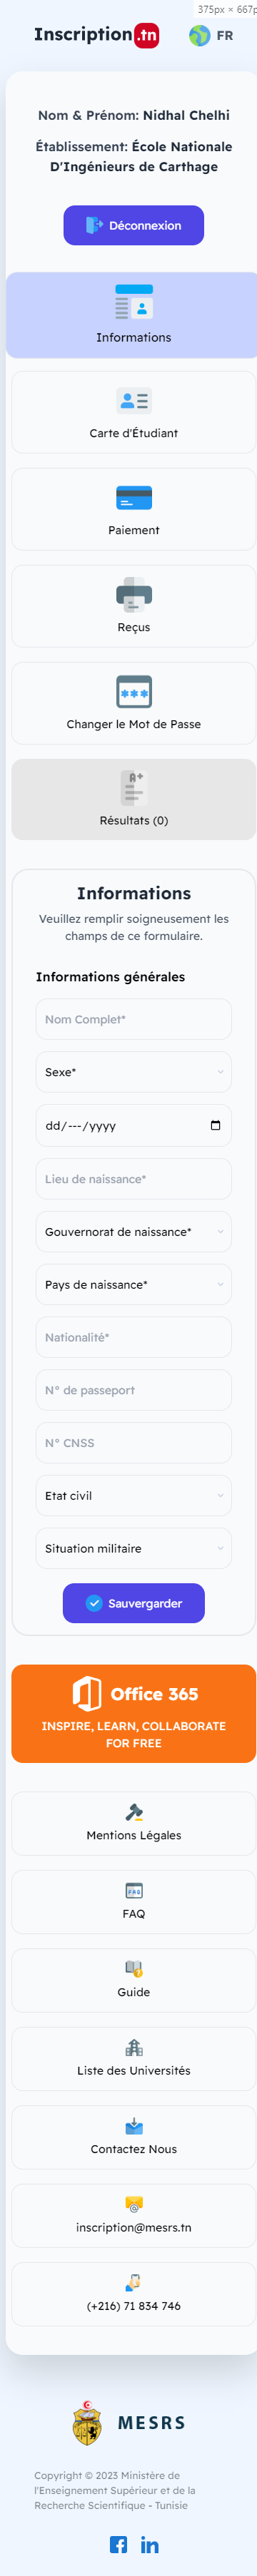 375px × 667p
Inscription .tn
FR
Nom & Prénom: Nidhal Chelhi
Établissement: École Nationale
D'Ingénieurs de Carthage
Déconnexion
Informations
Carte d'Étudiant
Paiement
Reçus
Changer le Mot de Passe
Résultats (0)
Informations
Veuillez remplir soigneusement les
champs de ce formulaire.
Informations générales
Nom Complet*
Sexe*
dd/---/yyyy
Lieu de naissance*
Gouvernorat de naissance*
Pays de naissance*
Nationalité*
N° de passeport
N° CNSS
Etat civil
Situation militaire
Sauvergarder
Office 365
INSPIRE, LEARN, COLLABORATE
FOR FREE
Mentions Légales
FAQ
Guide
Liste des Universités
Contactez Nous
inscription@mesrs.tn
(+216) 71 834 746
MESRS
Copyright © 2023 Ministère de
l'Enseignement Supérieur et de la
Recherche Scientifique - Tunisie